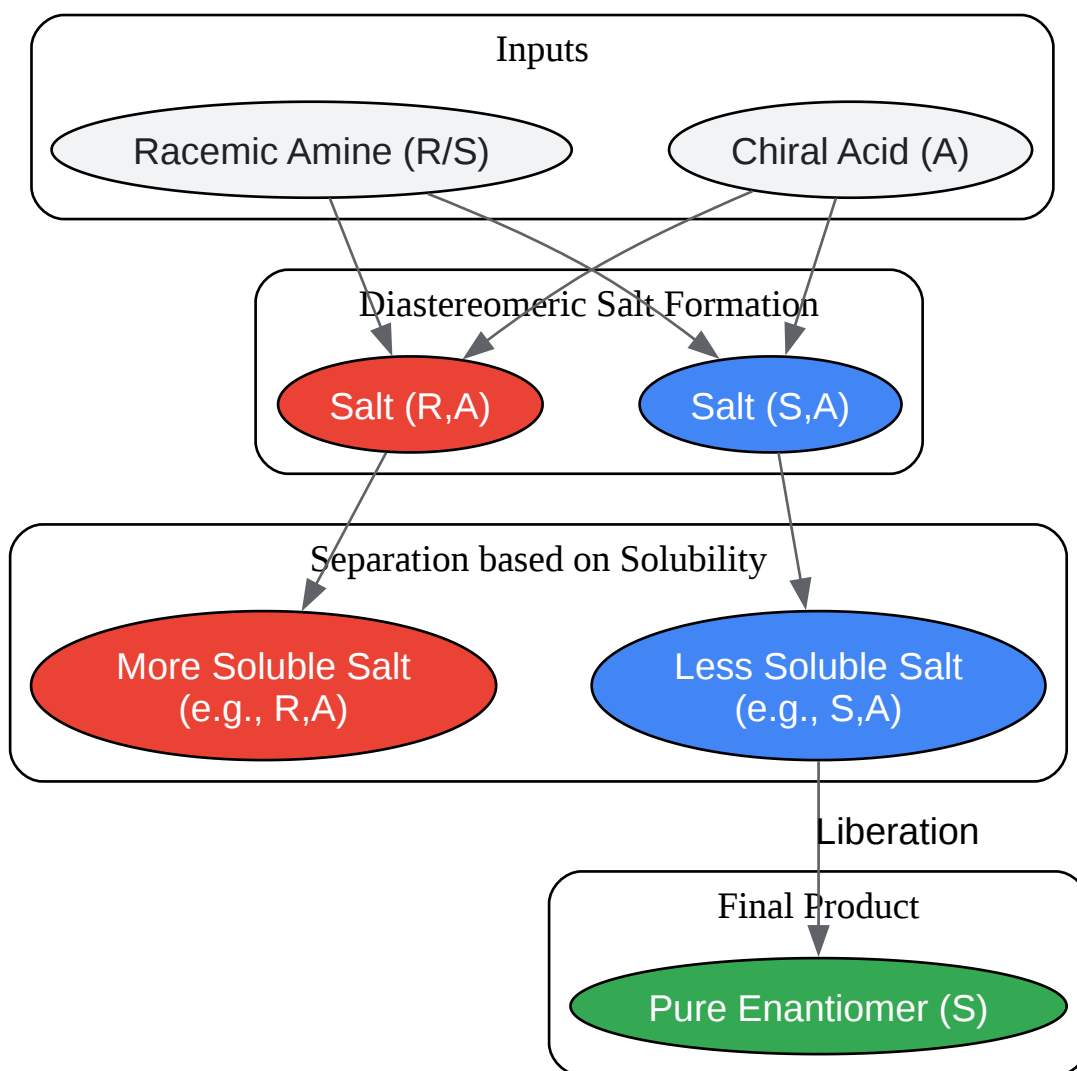 Inputs
Racemic Amine (R/S)
Chiral Acid (A)
Diastereomeric Salt Formation
Salt (R,A)
Salt (S,A)
Separation based on Solubility
More Soluble Salt
(e.g., R,A)
Less Soluble Salt
(e.g., S,A)
Liberation
Final Product
Pure Enantiomer (S)